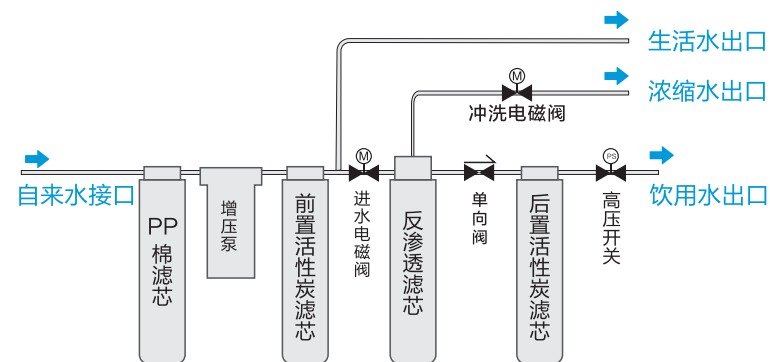 生活水出口
浓缩水出口
M
冲洗电磁阀
自来水接口
M
PS
饮用水出口
PP棉滤芯
增压泵
前置活性炭滤芯
进水电磁阀
反渗透滤芯
单向阀
后置活性炭滤芯
高压开关